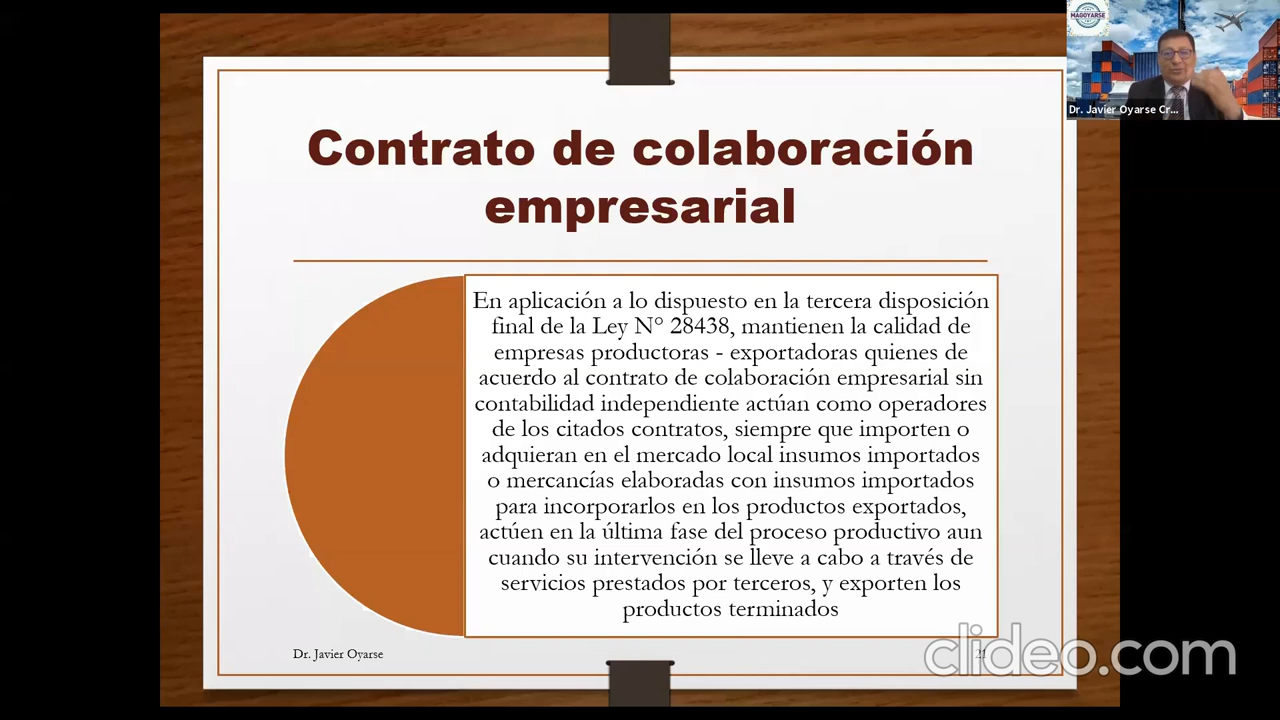 MAGOYARSE
Dr. Javier Oyarse Cr...
Contrato de colaboración
empresarial
En aplicación a lo dispuesto en la tercera disposición
final de la Ley N° 28438, mantienen la calidad de
empresas productoras - exportadoras quienes de
acuerdo al contrato de colaboración empresarial sin
contabilidad independiente actúan como operadores
de los citados contratos, siempre que importen o
adquieran en el mercado local insumos importados
o mercancías elaboradas con insumos importados
para incorporarlos en los productos exportados,
actúen en la última fase del proceso productivo aun
cuando su intervención se lleve a cabo a través de
servicios prestados por terceros, y exporten los
productos terminados
Dr. Javier Oyarse
21
clideo.com